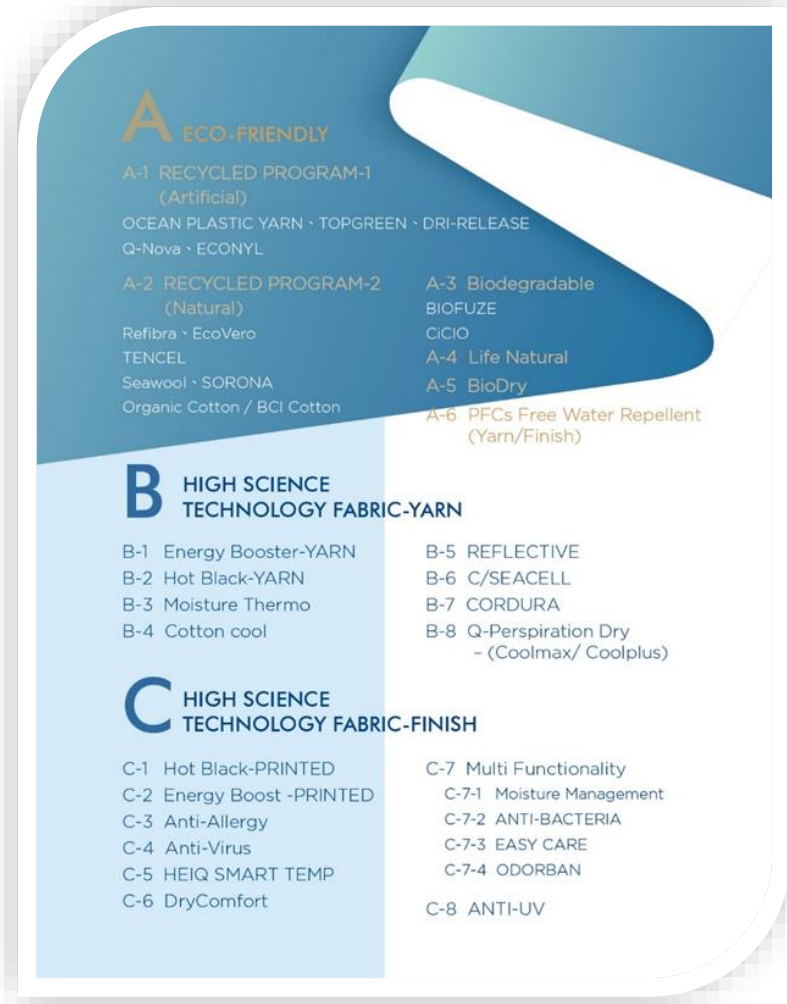 A ECO-FRIENDLY
A-1 RECYCLED PROGRAM-1
(Artificial)
OCEAN PLASTIC YARN、TOPGREEN、DRI-RELEASE
Q-Nova、ECONYL
A-2 RECYCLED PROGRAM-2
(Natural)
Refibra、EcoVero
TENCEL
Seawool、SORONA
Organic Cotton / BCI Cotton
A-3 Biodegradable
BIOFUZE
CiCIO
A-4 Life Natural
A-5 BioDry
A-6 PFCs Free Water Repellent
(Yarn/Finish)
B HIGH SCIENCE
TECHNOLOGY FABRIC-YARN
B-1 Energy Booster-YARN
B-2 Hot Black-YARN
B-3 Moisture Thermo
B-4 Cotton cool
B-5 REFLECTIVE
B-6 C/SEACELL
B-7 CORDURA
B-8 Q-Perspiration Dry
– (Coolmax/ Coolplus)
C HIGH SCIENCE
TECHNOLOGY FABRIC-FINISH
C-1 Hot Black-PRINTED
C-2 Energy Boost -PRINTED
C-3 Anti-Allergy
C-4 Anti-Virus
C-5 HEIQ SMART TEMP
C-6 DryComfort
C-7 Multi Functionality
C-7-1 Moisture Management
C-7-2 ANTI-BACTERIA
C-7-3 EASY CARE
C-7-4 ODORBAN
C-8 ANTI-UV